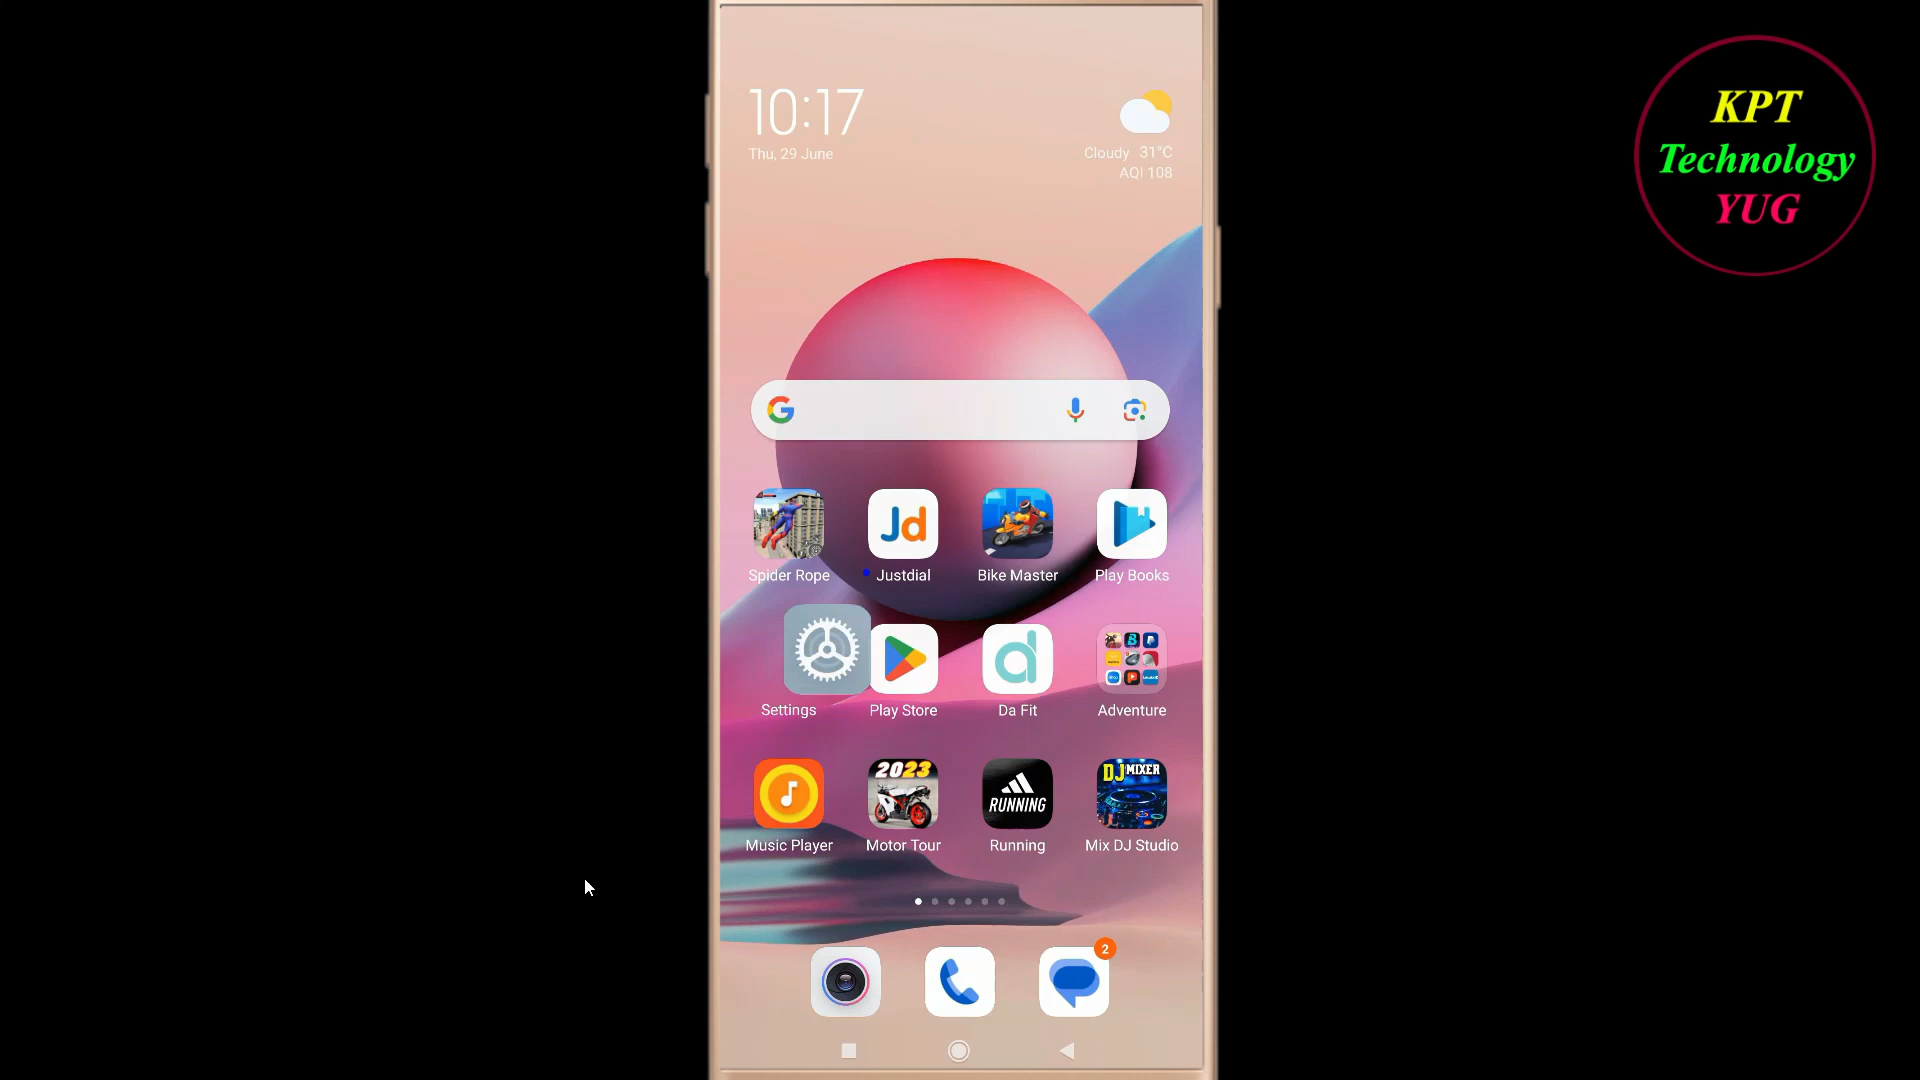 10:17
Thu, 29 June
Cloudy 31°C
AQI 108
KPT
Technology
YUG
Jd
Spider Rope
Justdial
Bike Master
Play Books
Settings
Play Store
Da Fit
Adventure
2023
RUNNING
DJ MIXER
Music Player
Motor Tour
Running
Mix DJ Studio
2